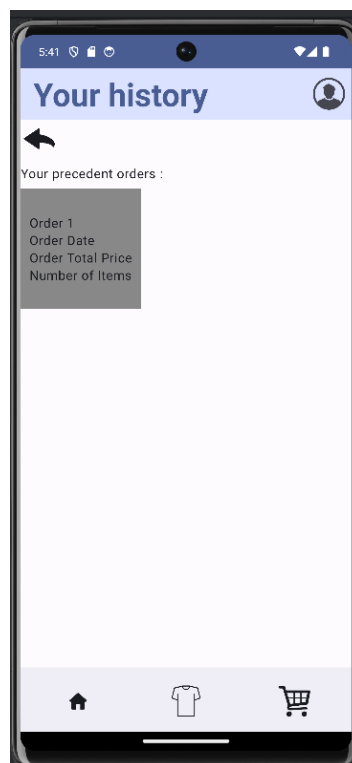 5:41
Your history
Your precedent orders :
Order 1
Order Date
Order Total Price
Number of Items